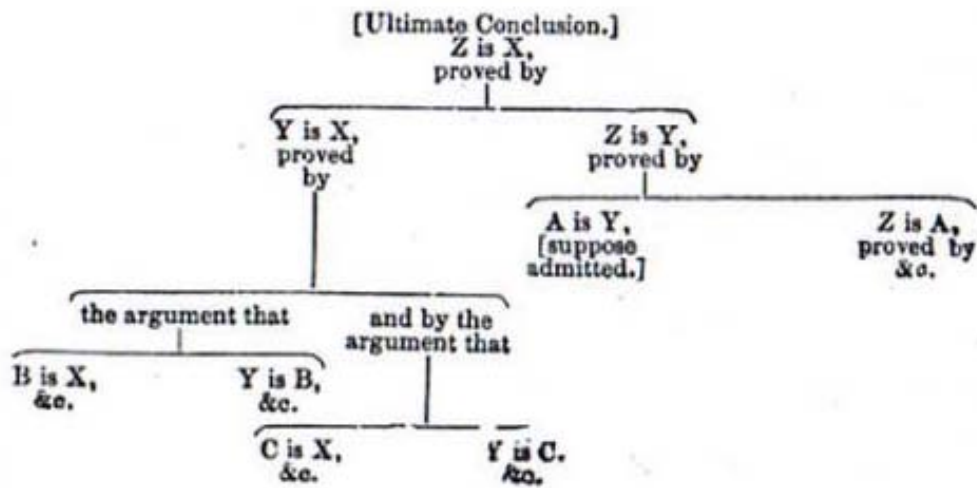 [Ultimate Conclusion.]
Z is X,
proved by
Y is X,
proved
by
Z is Y,
proved by
A is Y,
[suppose
admitted.]
Z is A,
proved by
&c.
the argument that
and by the
argument that
B is X,
&c.
Y is B,
&c.
C is X,
&c.
Y is C.
&c.